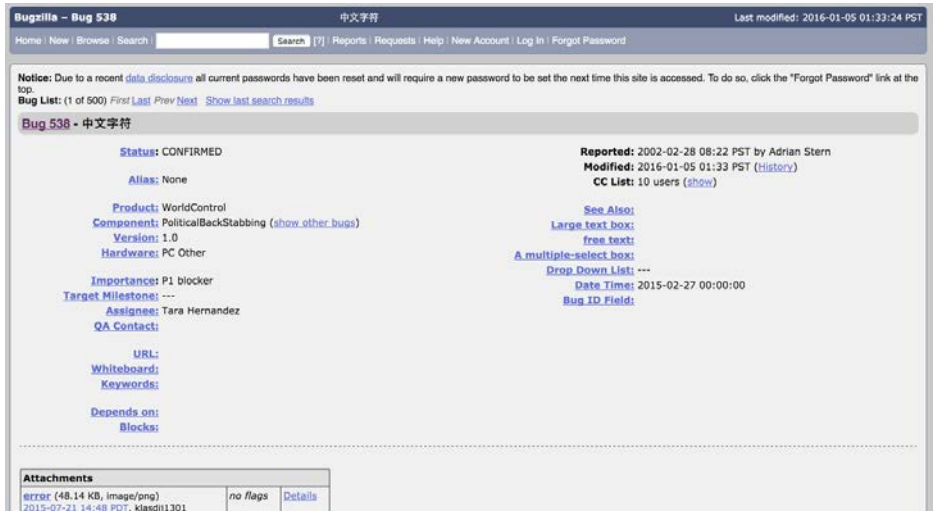 Bugzilla – Bug 538 中文字符 Last modified: 2016-01-05 01:33:24 PST
Home | New | Browse | Search | Search [?] | Reports | Requests | Help | New Account | Log In | Forgot Password
Notice: Due to a recent data disclosure all current passwords have been reset and will require a new password to be set the next time this site is accessed. To do so, click the "Forgot Password" link at the
top.
Bug List: (1 of 500) First Last Prev Next Show last search results
Bug 538 - 中文字符
Status: CONFIRMED
Alias: None
Product: WorldControl
Component: PoliticalBackStabbing (show other bugs)
Version: 1.0
Hardware: PC Other
Importance: P1 blocker
Target Milestone: ---
Assignee: Tara Hernandez
QA Contact:
URL:
Whiteboard:
Keywords:
Depends on:
Blocks:
Reported: 2002-02-28 08:22 PST by Adrian Stern
Modified: 2016-01-05 01:33 PST (History)
CC List: 10 users (show)
See Also:
Large text box:
free text:
A multiple-select box:
Drop Down List: ---
Date Time: 2015-02-27 00:00:00
Bug ID Field:
Attachments
error (48.14 KB, image/png) no flags Details
2015-07-21 14:48 PDT,